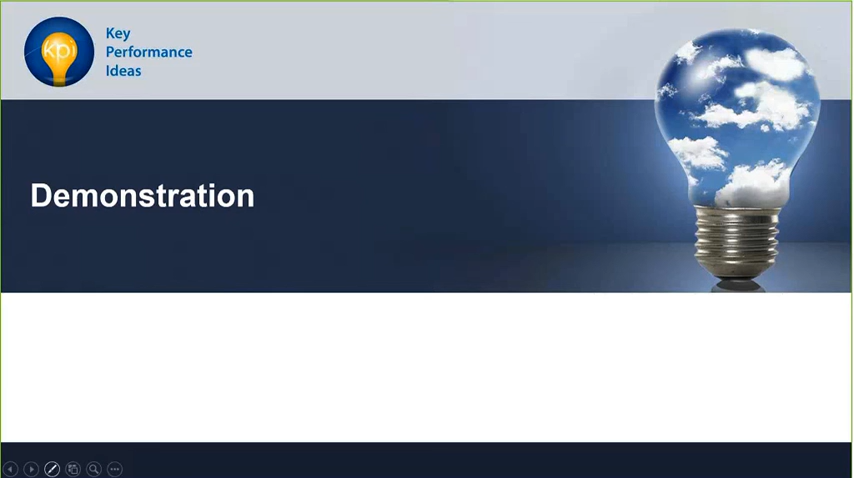 kpi
Key
Performance
Ideas
Demonstration